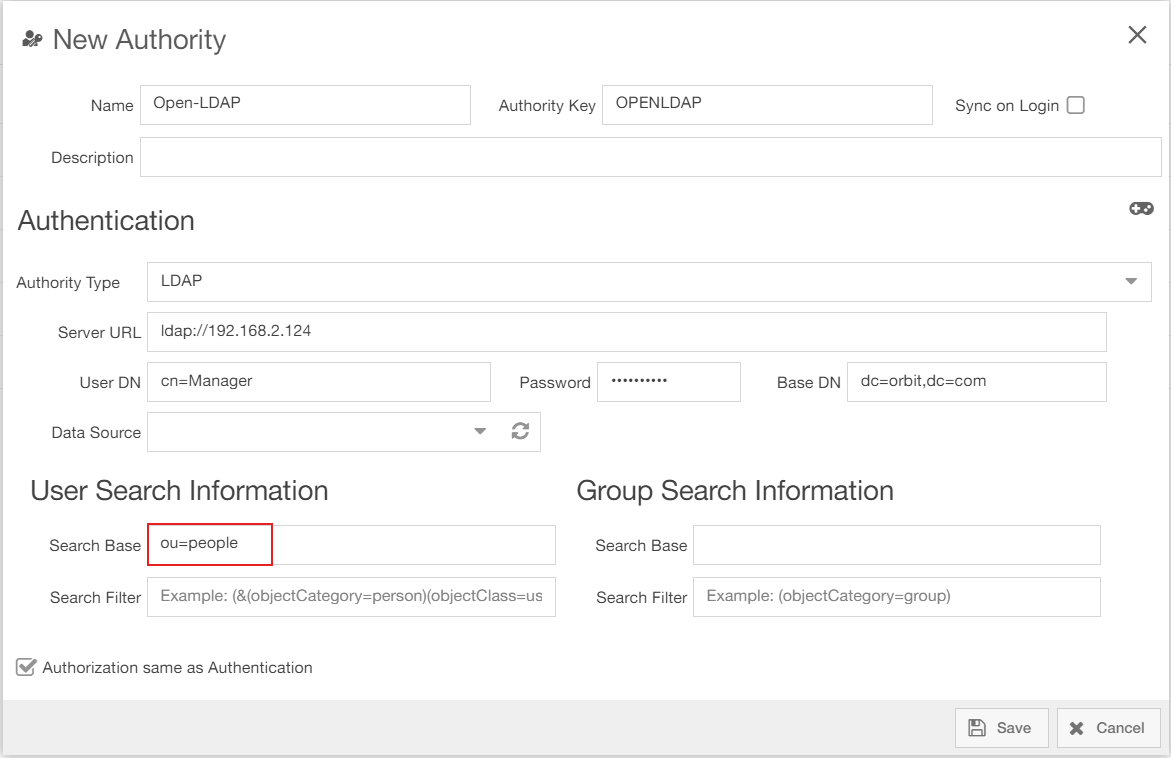 New Authority
Name Open-LDAP Authority Key OPENLDAP Sync on Login
Description
Authentication
Authority Type LDAP
Server URL ldap://192.168.2.124
User DN cn=Manager Password •••••••••• Base DN dc=orbit,dc=com
Data Source
User Search Information Group Search Information
Search Base ou=people Search Base
Search Filter Example: (&(objectCategory=person)(objectClass=us Search Filter Example: (objectCategory=group)
Authorization same as Authentication
Save Cancel